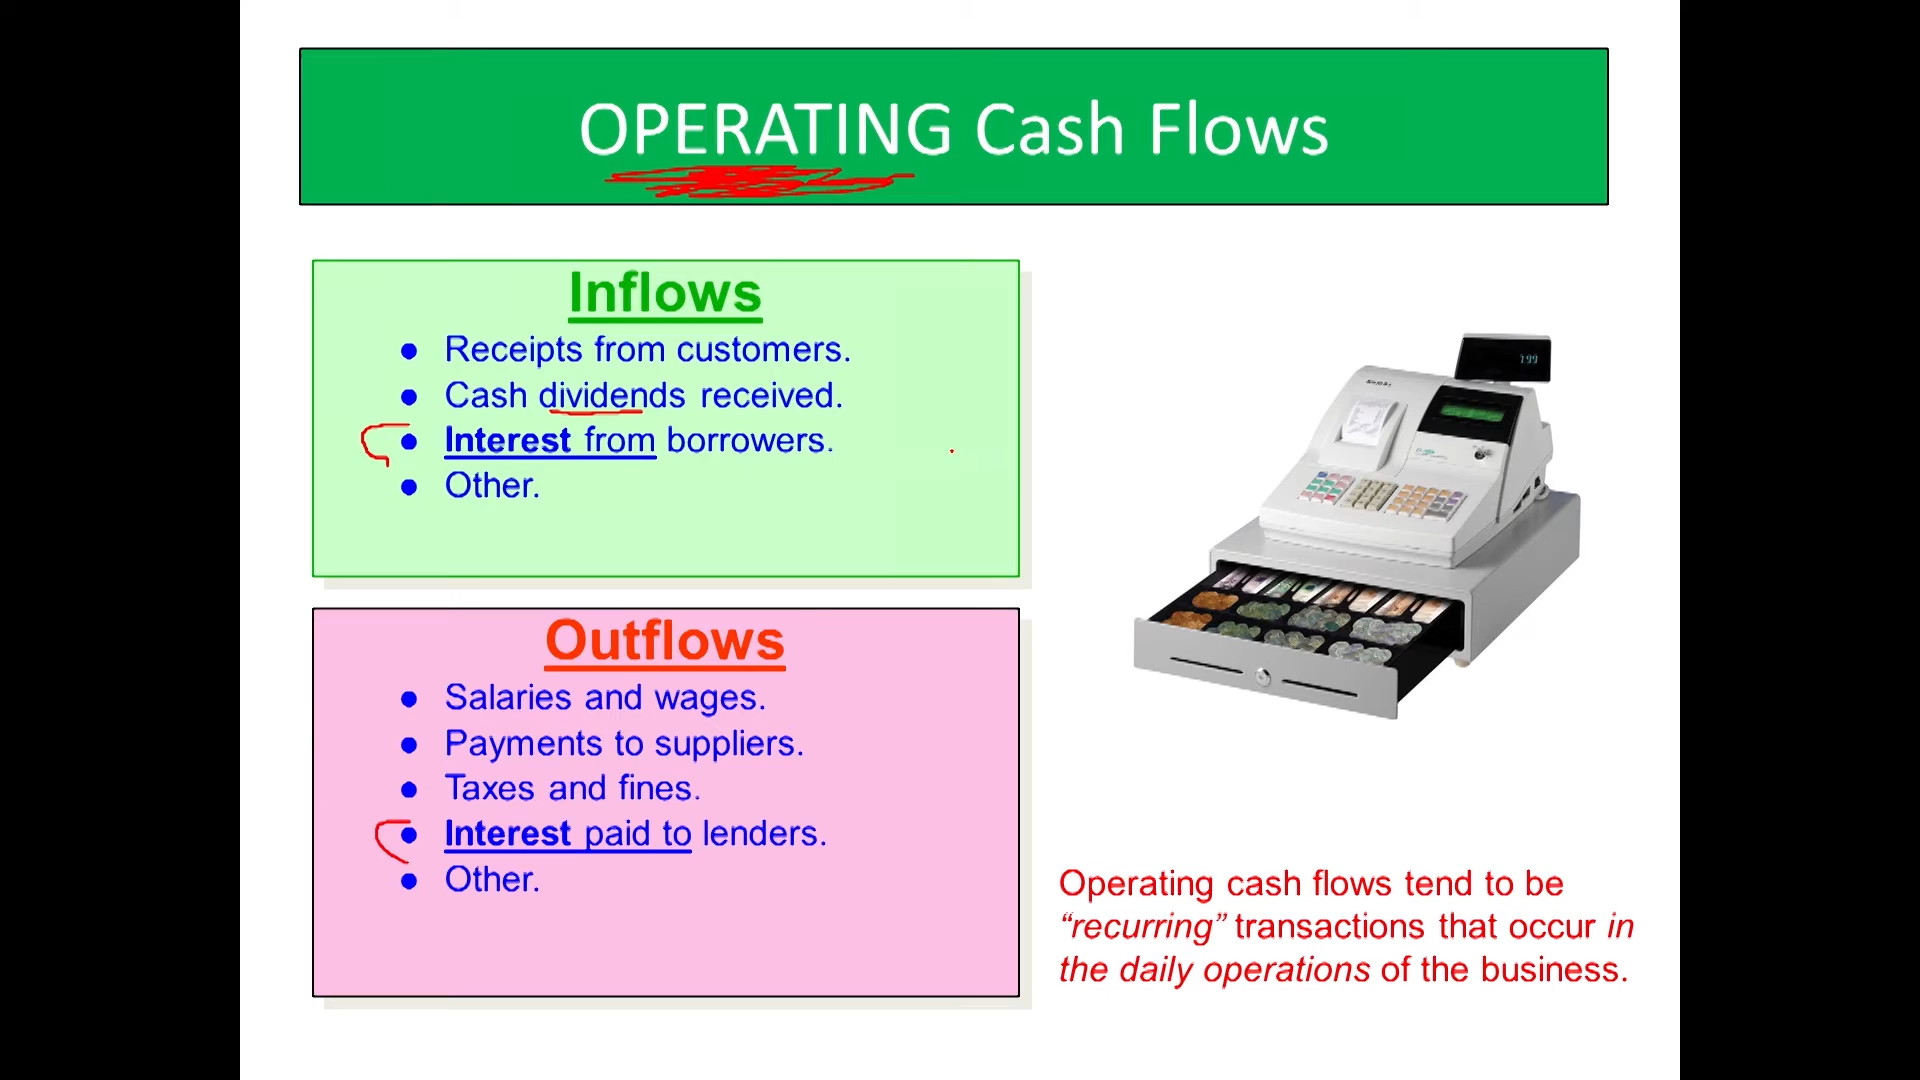 OPERATING Cash Flows
Inflows
● Receipts from customers.
● Cash dividends received.
● Interest from borrowers.
● Other.
Outflows
● Salaries and wages.
● Payments to suppliers.
● Taxes and fines.
● Interest paid to lenders.
● Other.
Operating cash flows tend to be
“recurring” transactions that occur in
the daily operations of the business.